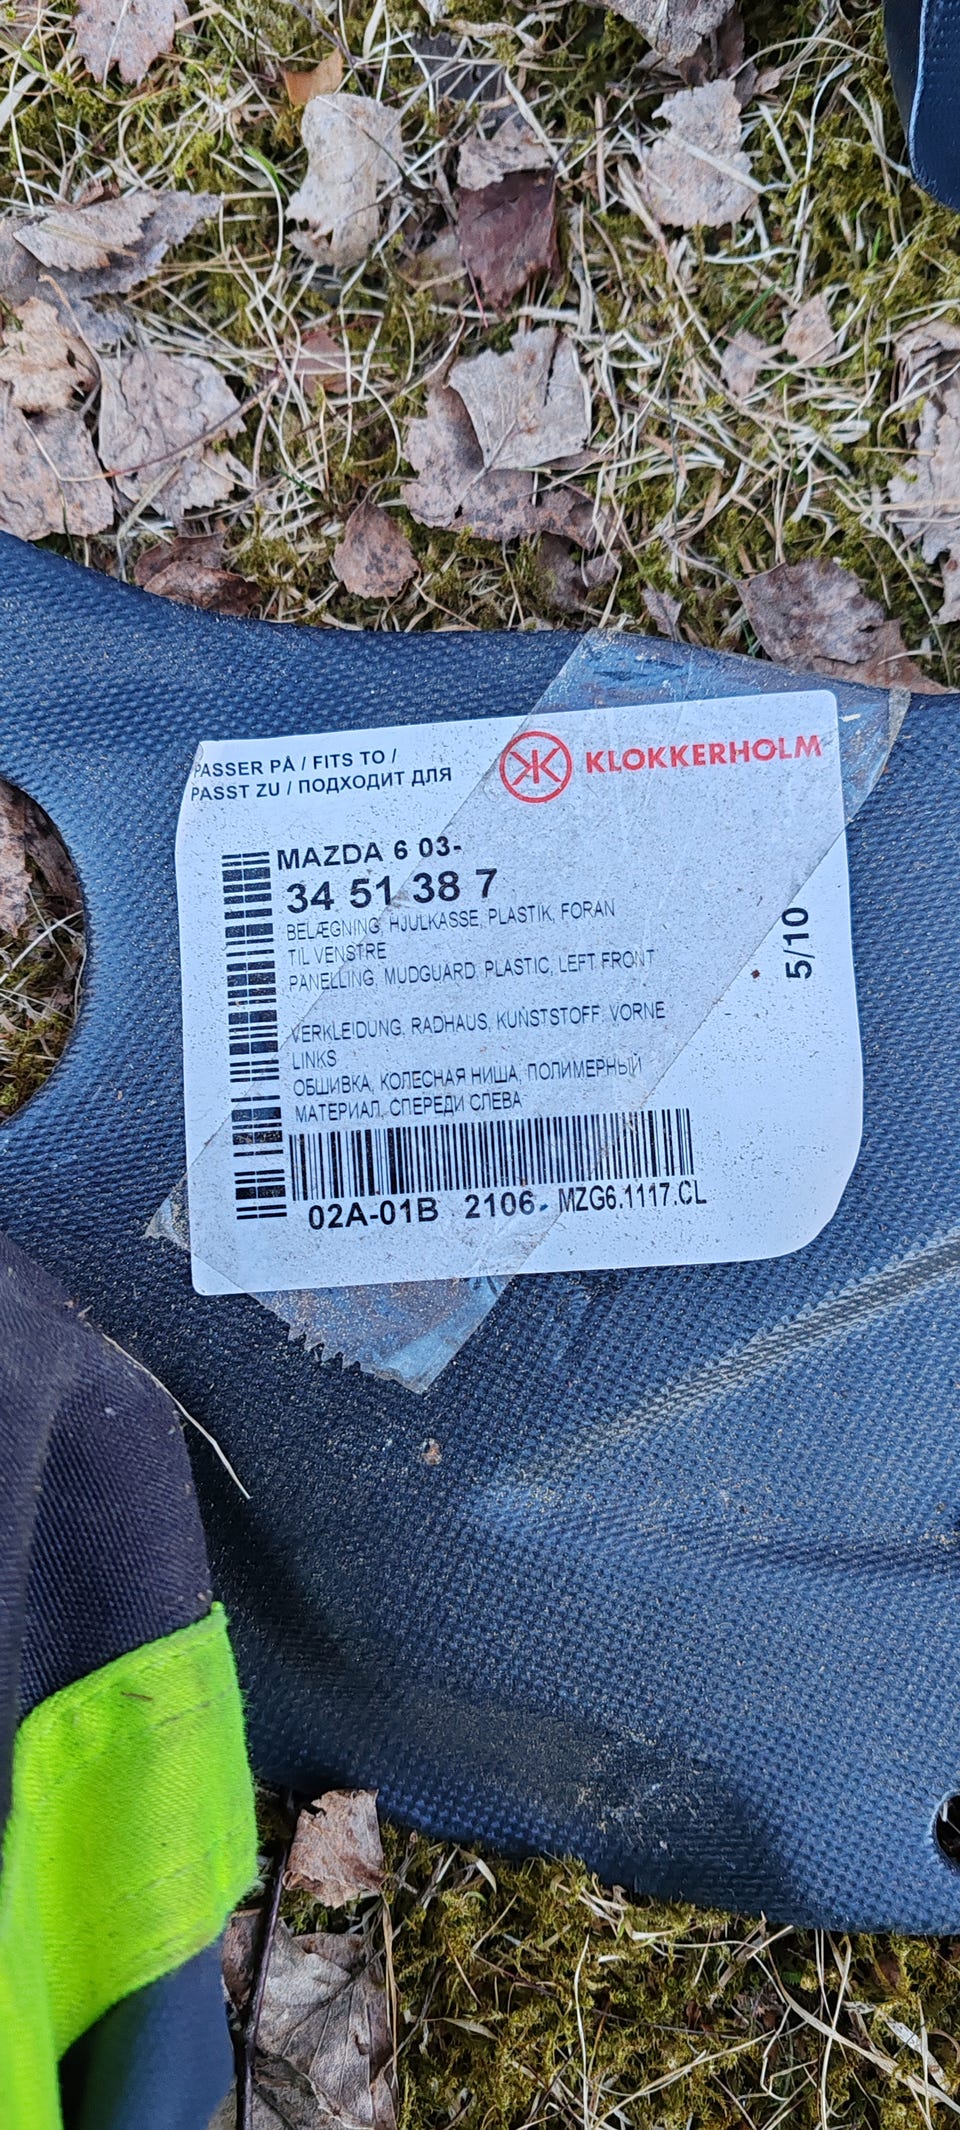 PASSER PÅ / FITS TO /
PASST ZU / ПОДХОДИТ ДЛЯ
KLOKKERHOLM
MAZDA 6 03-
34 51 38 7
BELÆGNING, HJULKASSE, PLASTIK, FORAN
TIL VENSTRE
PANELLING, MUDGUARD, PLASTIC, LEFT FRONT
VERKLEIDUNG, RADHAUS, KUNSTSTOFF, VORNE
LINKS
ОБШИВКА, КОЛЕСНАЯ НИША, ПОЛИМЕРНЫЙ
МАТЕРИАЛ, СПЕРЕДИ СЛЕВА
5/10
02A-01B 2106. MZG6.1117.CL